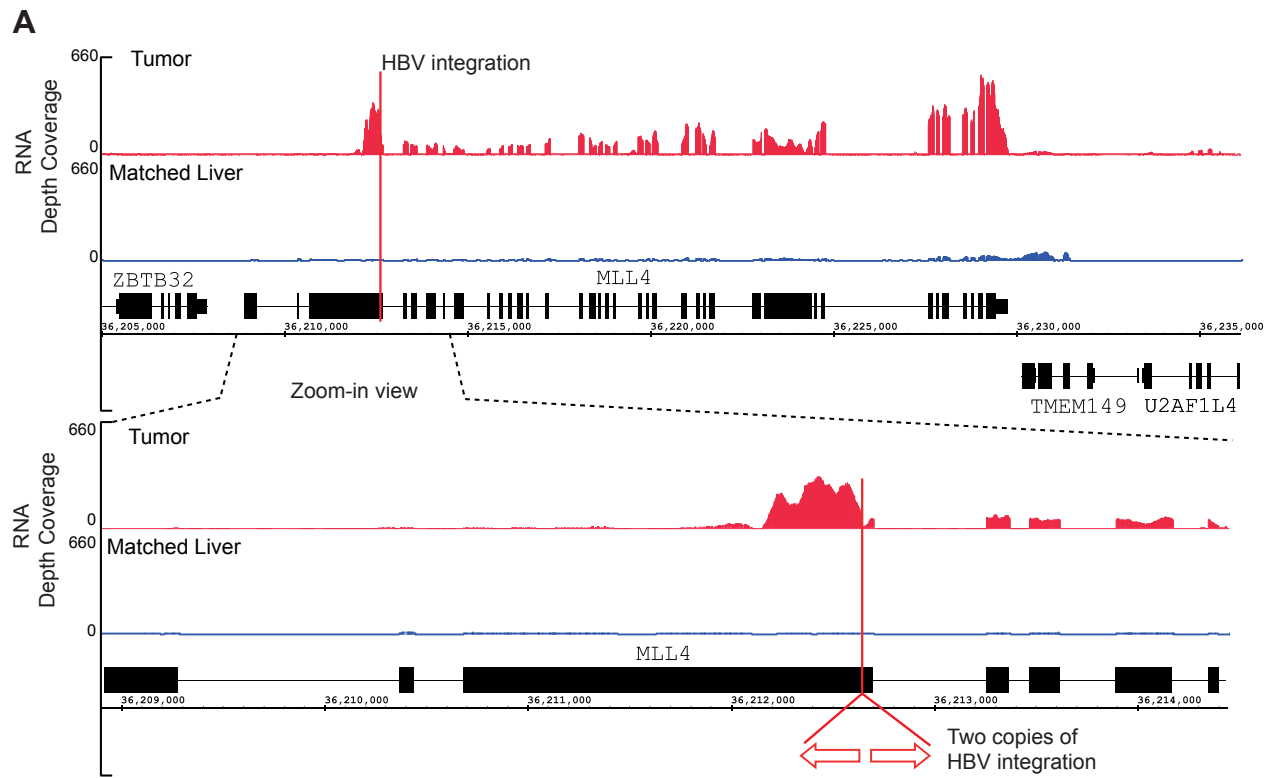 A
660
Tumor
HBV integration
RNA
Depth Coverage
0
660
Matched Liver
0
ZBTB32
MLL4
36,205,000
36,210,000
36,215,000
36,220,000
36,225,000
36,230,000
36,235,000
Zoom-in view
TMEM149
U2AF1L4
660
Tumor
RNA
Depth Coverage
0
660
Matched Liver
0
MLL4
36,209,000
36,210,000
36,211,000
36,212,000
36,213,000
36,214,000
Two copies of
HBV integration